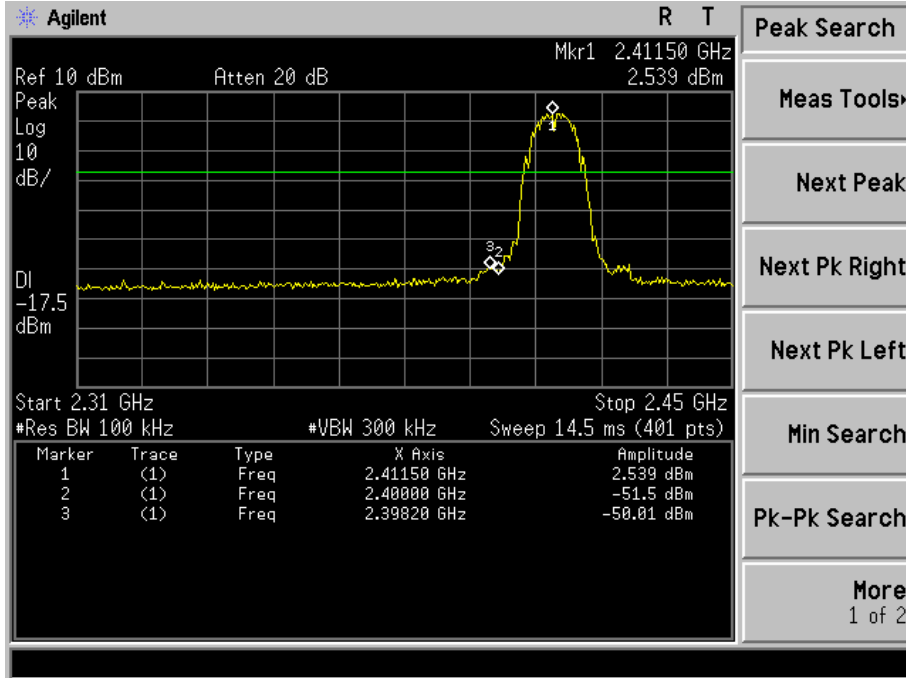 Agilent R T
Peak Search
Mkr1 2.41150 GHz
Ref 10 dBm Atten 20 dB 2.539 dBm
Peak
Log
10
dB/
1
3
2
DI
-17.5
dBm
Start 2.31 GHz Stop 2.45 GHz
#Res BW 100 kHz #VBW 300 kHz Sweep 14.5 ms (401 pts)
Marker Trace Type X Axis Amplitude
1 (1) Freq 2.41150 GHz 2.539 dBm
2 (1) Freq 2.40000 GHz -51.5 dBm
3 (1) Freq 2.39820 GHz -50.01 dBm
Meas Tools
Next Peak
Next Pk Right
Next Pk Left
Min Search
Pk-Pk Search
More
1 of 2